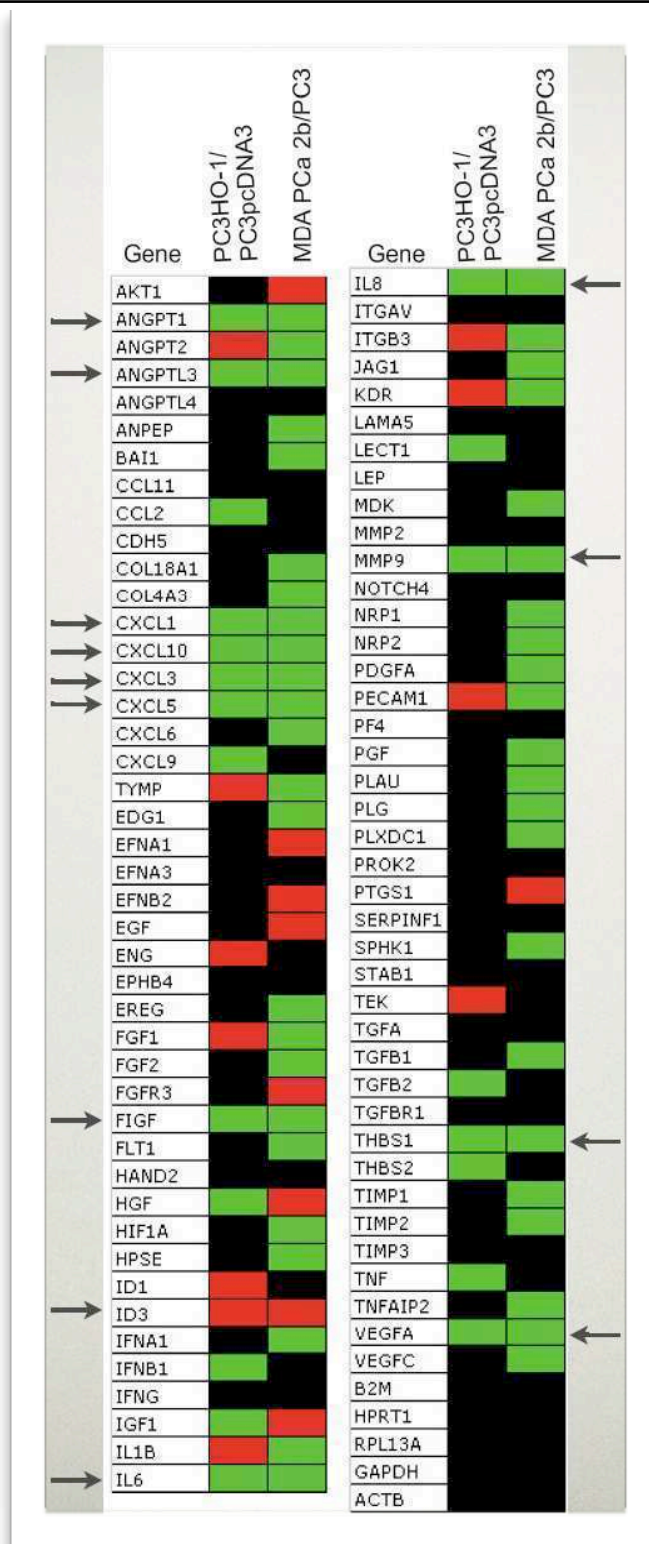 Gene
PC3HO-1/
PC3pcDNA3
MDA PCa 2b/PC3
AKT1
ANGPT1
ANGPT2
ANGPTL3
ANGPTL4
ANPEP
BAI1
CCL11
CCL2
CDH5
COL18A1
COL4A3
CXCL1
CXCL10
CXCL3
CXCL5
CXCL6
CXCL9
TYMP
EDG1
EFNA1
EFNA3
EFNB2
EGF
ENG
EPHB4
EREG
FGF1
FGF2
FGFR3
FIGF
FLT1
HAND2
HGF
HIF1A
HPSE
ID1
ID3
IFNA1
IFNB1
IFNG
IGF1
IL1B
IL6
Gene
PC3HO-1/
PC3pcDNA3
MDA PCa 2b/PC3
IL8
ITGAV
ITGB3
JAG1
KDR
LAMA5
LECT1
LEP
MDK
MMP2
MMP9
NOTCH4
NRP1
NRP2
PDGFA
PECAM1
PF4
PGF
PLAU
PLG
PLXDC1
PROK2
PTGS1
SERPINF1
SPHK1
STAB1
TEK
TGFA
TGFB1
TGFB2
TGFBR1
THBS1
THBS2
TIMP1
TIMP2
TIMP3
TNF
TNFAIP2
VEGFA
VEGFC
B2M
HPRT1
RPL13A
GAPDH
ACTB